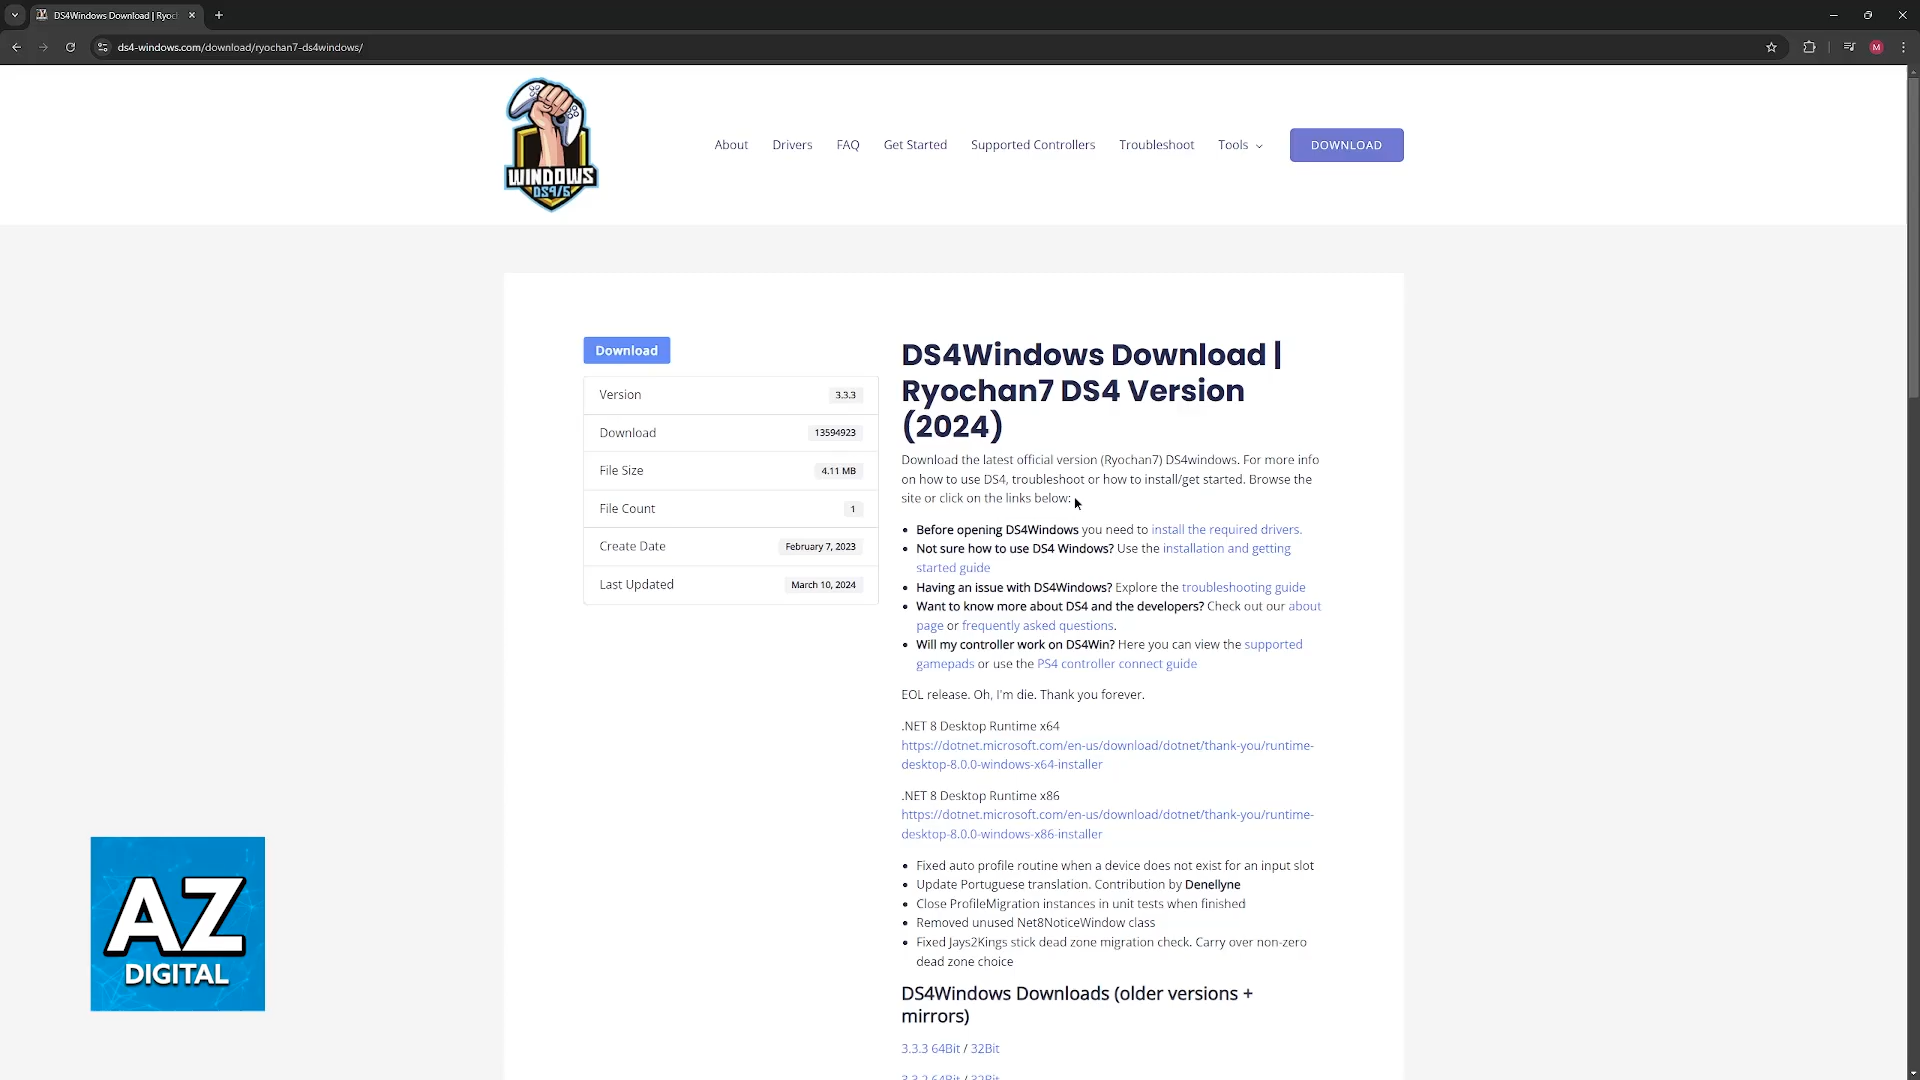 DS4Windows Download | Ryoc
ds4-windows.com/download/ryochan7-ds4windows/
M
WINDOWS
DS4/5
About
Drivers
FAQ
Get Started
Supported Controllers
Troubleshoot
Tools
DOWNLOAD
Download
Version 3.3.3
Download 13594923
File Size 4.11 MB
File Count 1
Create Date February 7, 2023
Last Updated March 10, 2024
DS4Windows Download |
Ryochan7 DS4 Version
(2024)
Download the latest official version (Ryochan7) DS4windows. For more info
on how to use DS4, troubleshoot or how to install/get started. Browse the
site or click on the links below:
Before opening DS4Windows you need to install the required drivers.
Not sure how to use DS4 Windows? Use the installation and getting
started guide
Having an issue with DS4Windows? Explore the troubleshooting guide
Want to know more about DS4 and the developers? Check out our about
page or frequently asked questions.
Will my controller work on DS4Win? Here you can view the supported
gamepads or use the PS4 controller connect guide
EOL release. Oh, I'm die. Thank you forever.
.NET 8 Desktop Runtime x64
https://dotnet.microsoft.com/en-us/download/dotnet/thank-you/runtime-
desktop-8.0.0-windows-x64-installer
.NET 8 Desktop Runtime x86
https://dotnet.microsoft.com/en-us/download/dotnet/thank-you/runtime-
desktop-8.0.0-windows-x86-installer
Fixed auto profile routine when a device does not exist for an input slot
Update Portuguese translation. Contribution by Denellyne
Close ProfileMigration instances in unit tests when finished
Removed unused Net8NoticeWindow class
Fixed Jays2Kings stick dead zone migration check. Carry over non-zero
dead zone choice
DS4Windows Downloads (older versions +
mirrors)
3.3.3 64Bit / 32Bit
3.3.2 64Bit / 32Bit
AZ
DIGITAL